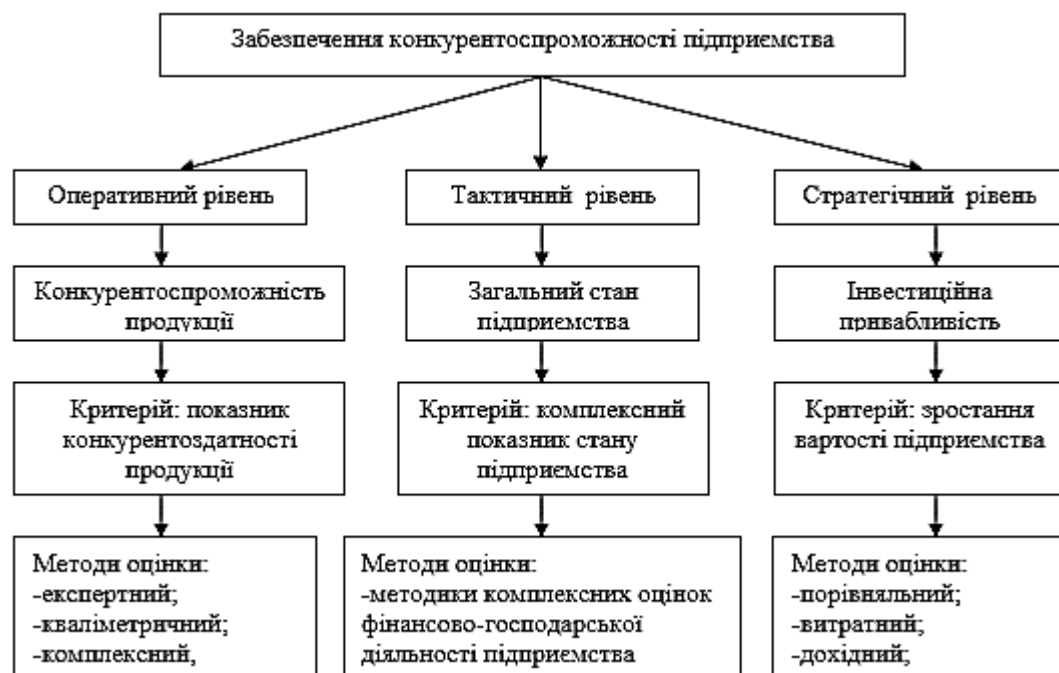 Забезпечення конкурентоспроможності підприємства
Оперативний рівень
Тактичний рівень
Стратегічний рівень
Конкурентоспроможність
продукції
Загальний стан
підприємства
Інвестиційна
привабливість
Критерій: показник
конкурентоздатності
продукції
Критерій: комплексний
показник стану
підприємства
Критерій: зростання
вартості підприємства
Методи оцінки:
-експертний;
-кваліметричний;
-комплексний,
Методи оцінки:
-методики комплексних оцінок
фінансово-господарської
діяльності підприємства
Методи оцінки:
-порівняльний;
-витратний;
-дохідний;